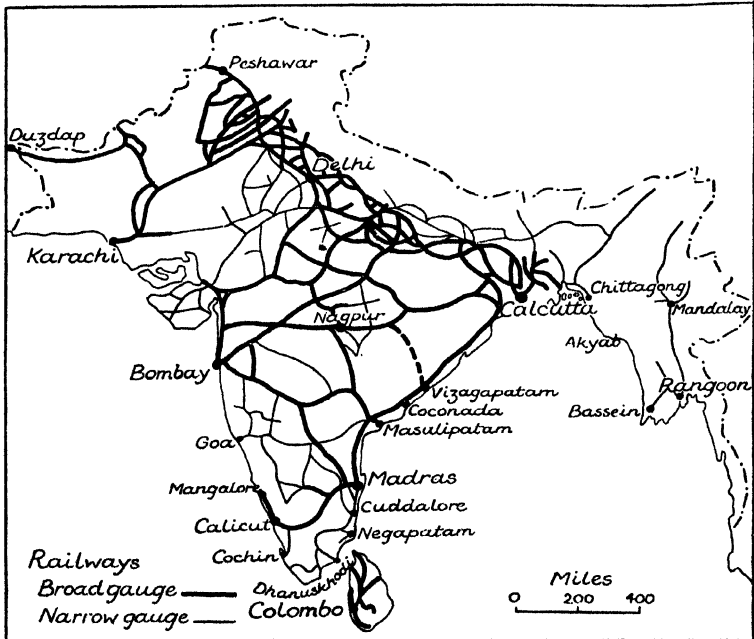 Peshawar
Duzdap
Delhi
Karachi
Chittagong
Calcutta
Mandalay
Nagpur
Akyab
Bombay
Rangoon
Vizagapatam
Coconada
Bassein
Masulipatam
Goa
Madras
Mangalore
Cuddalore
Calicut
Negapatam
Cochin
Dhanuskhodi
Colombo
Railways
Broad gauge
Narrow gauge
Miles
0 200 400